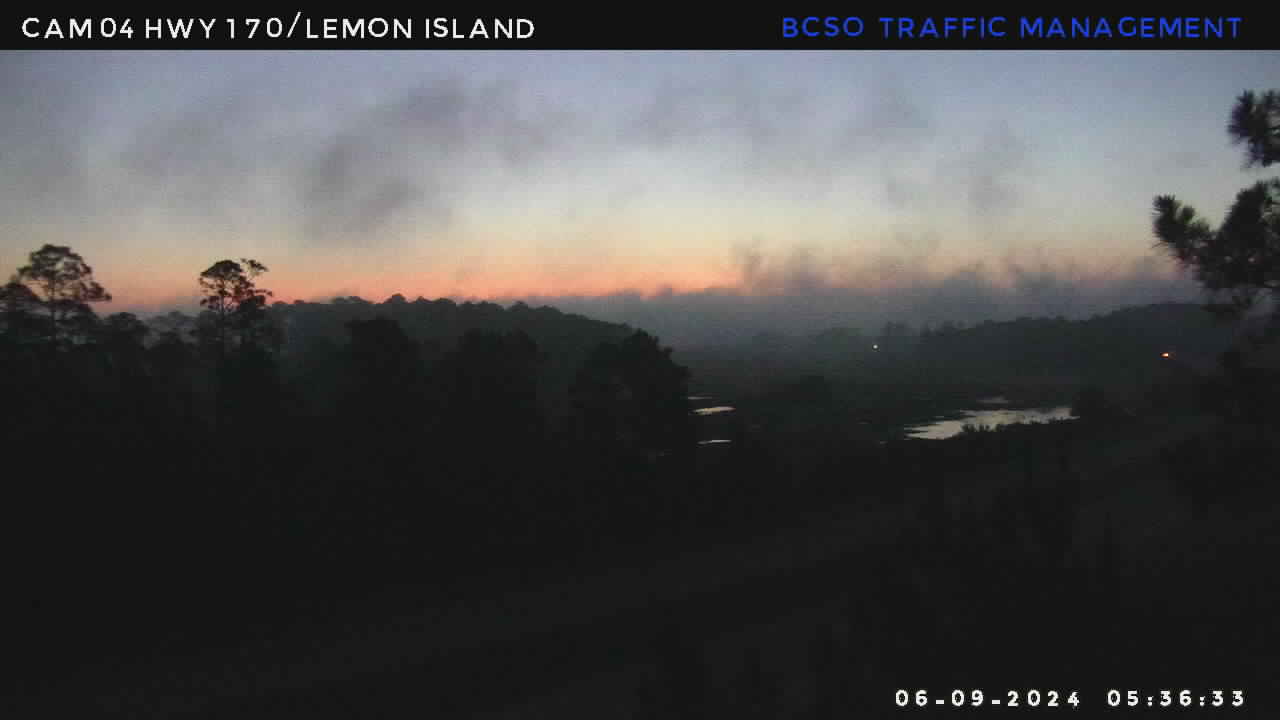 CAM04 HWY 170/LEMON ISLAND
BCSO TRAFFIC MANAGEMENT
06-09-2024 05:36:33